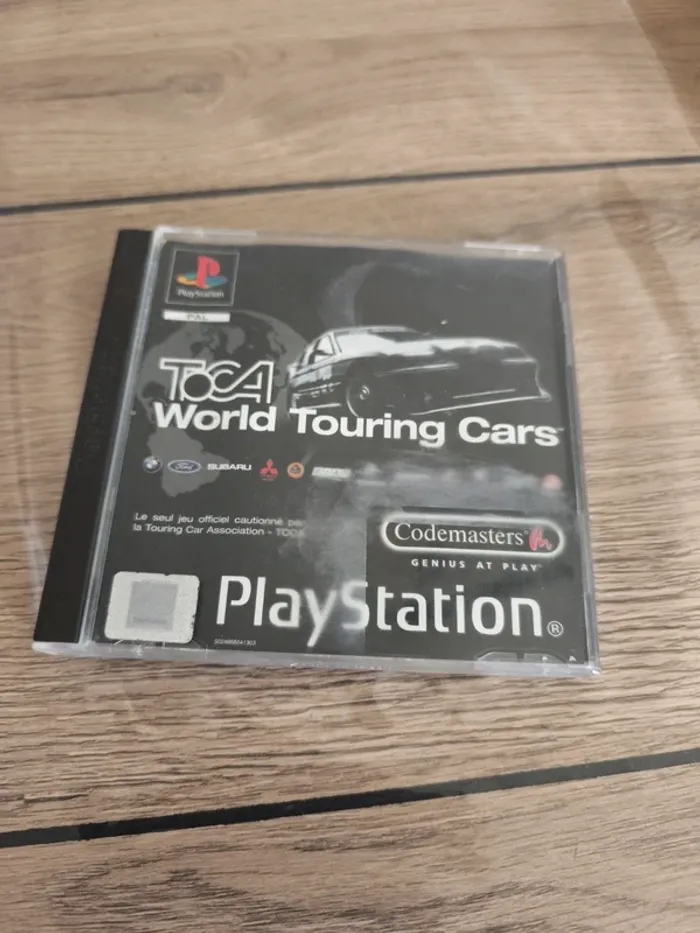 PlayStation
PAL
TOCA
World Touring Cars
Ford SUBARU
Le seul jeu officiel cautionné par
la Touring Car Association - TOCA
Codemasters
GENIUS AT PLAY
PlayStation®